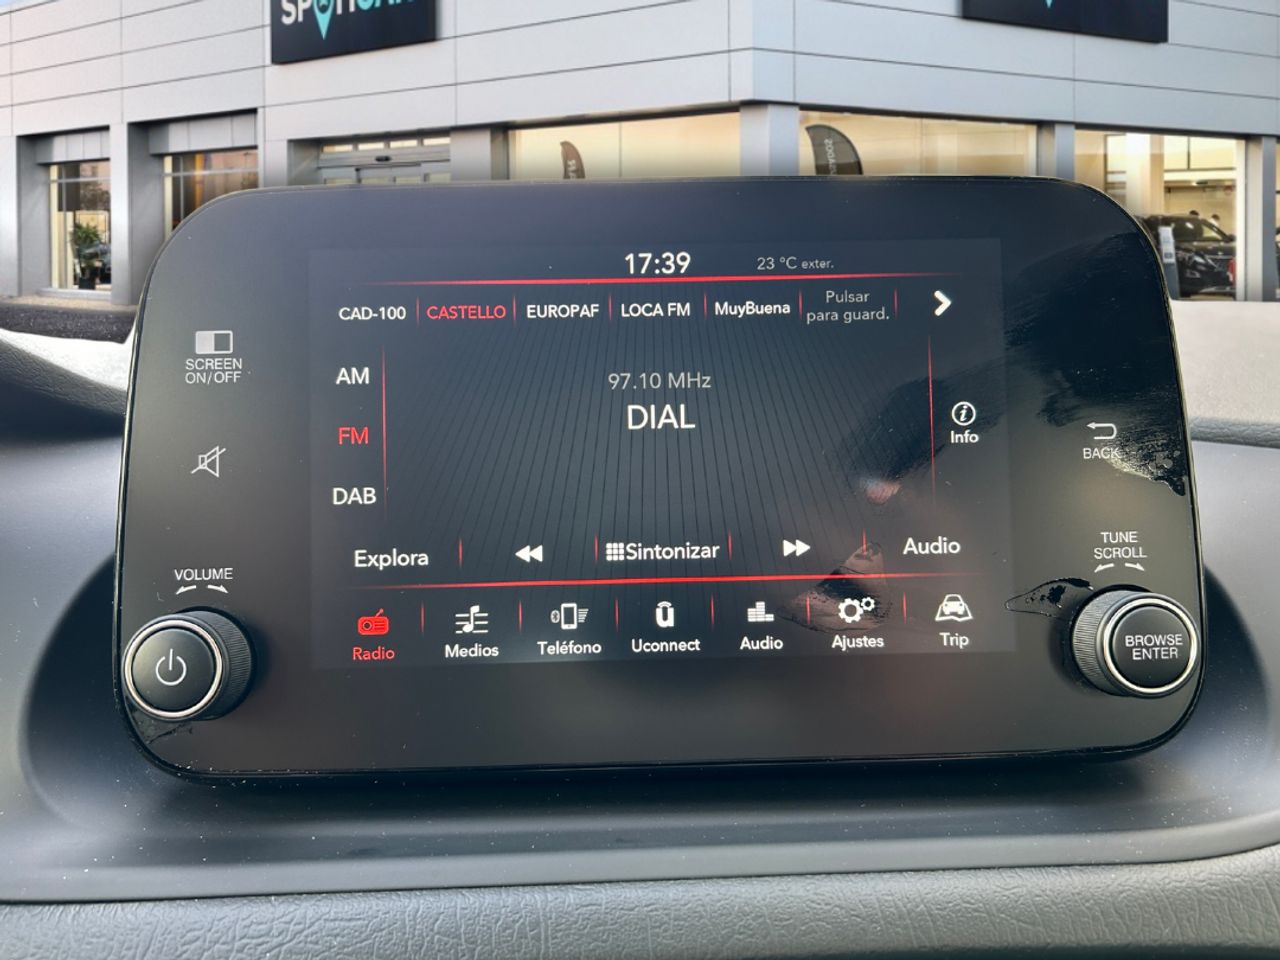 17:39
23 °C exter.
CAD-100
CASTELLO
EUROPAF
LOCA FM
MuyBuena
Pulsar
para guard.
SCREEN
ON/OFF
AM
97.10 MHz
DIAL
FM
Info
BACK
DAB
Explora
Sintonizar
Audio
TUNE
SCROLL
VOLUME
Radio
Medios
Teléfono
Uconnect
Audio
Ajustes
Trip
BROWSE
ENTER